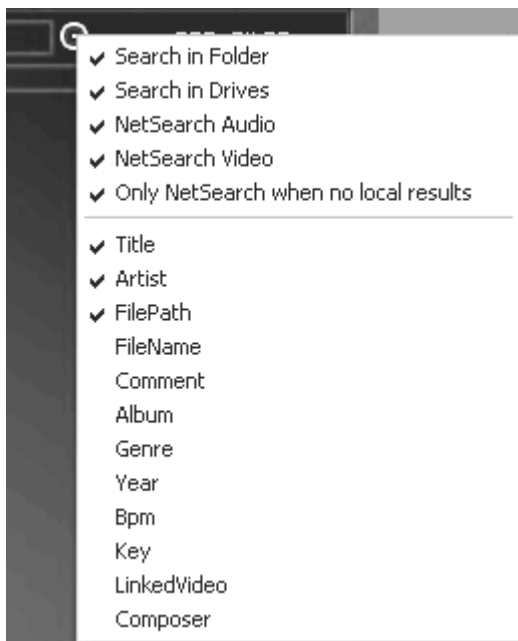 Search in Folder
Search in Drives
NetSearch Audio
NetSearch Video
Only NetSearch when no local results
Title
Artist
FilePath
FileName
Comment
Album
Genre
Year
Bpm
Key
LinkedVideo
Composer